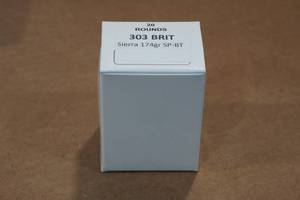 20
ROUNDS
303 BRIT
Sierra 174gr SP-BT